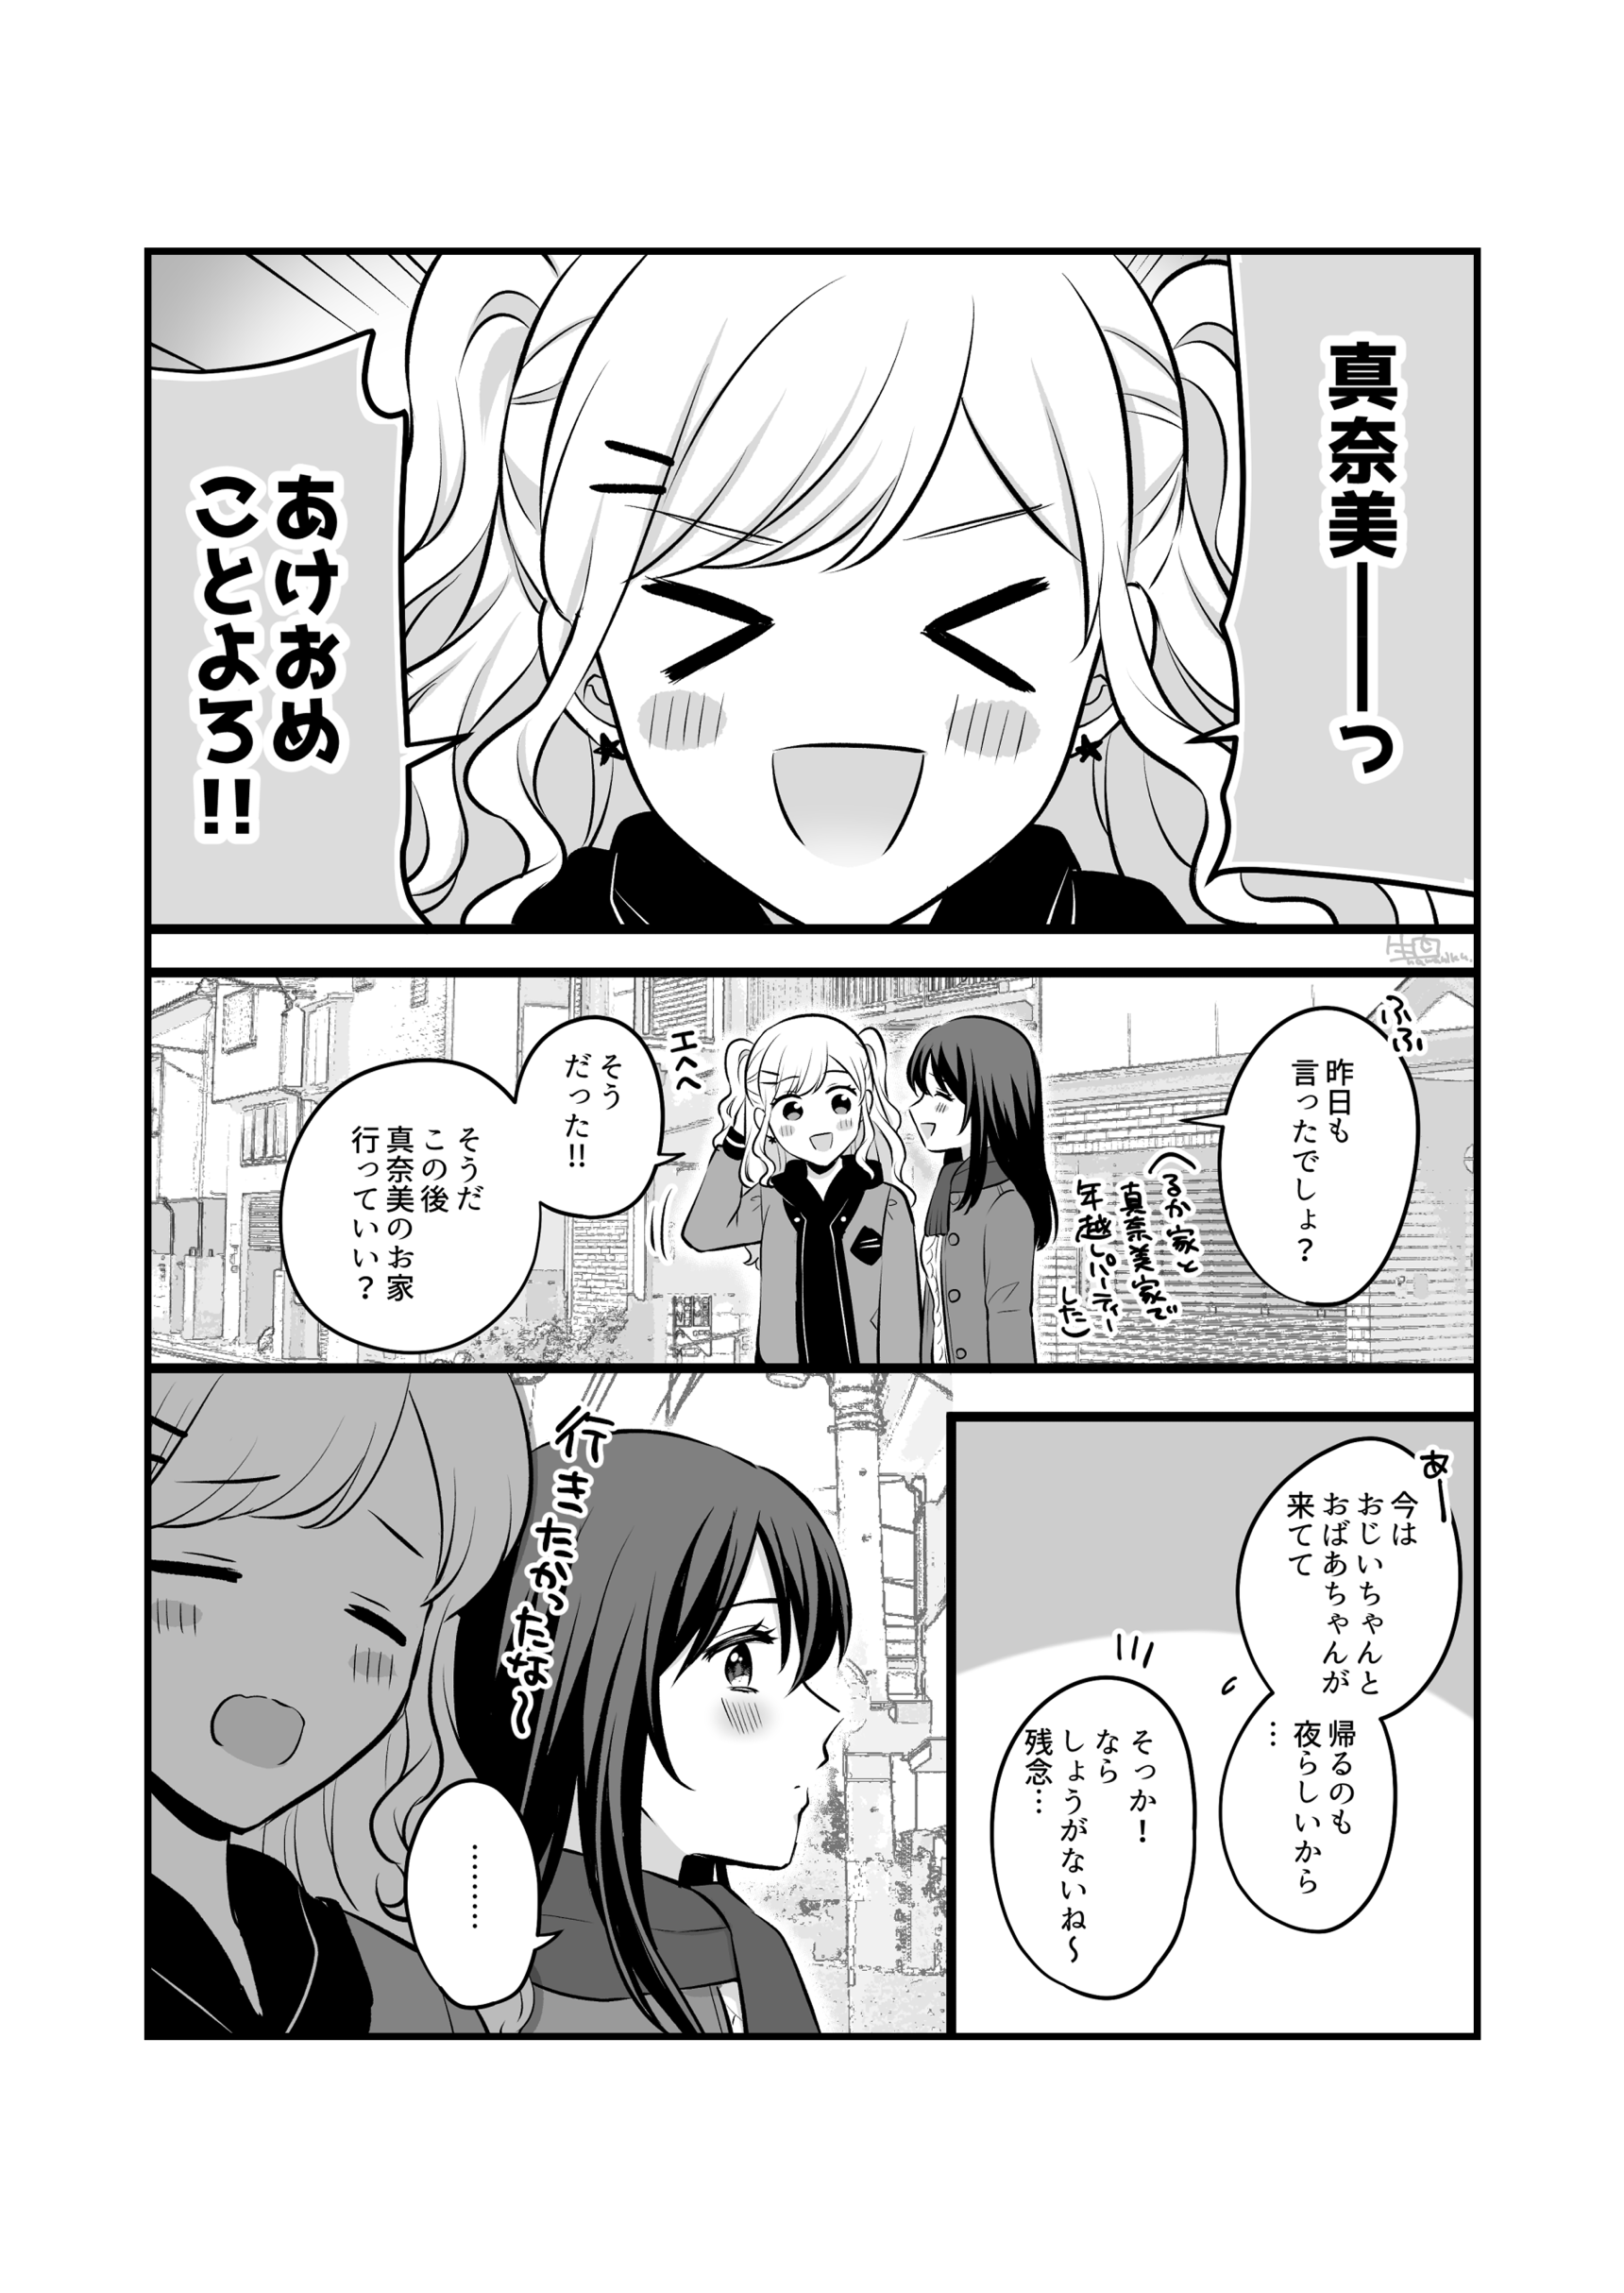 真奈美――っ
あけおめ
ことよろ!!
ふふ
昨日も
言ったでしょ?
(るか家と
真奈美家で
年越しパーティー
した)
エヘヘ
そう
だった!!
そうだ
この後
真奈美のお家
行っていい?
あー
今は
おじいちゃんと
おばあちゃんが
来てて
帰るのも
夜らしいから
…
そっか!
なら
しょうがないね〜
残念…
行きたかったな〜
………